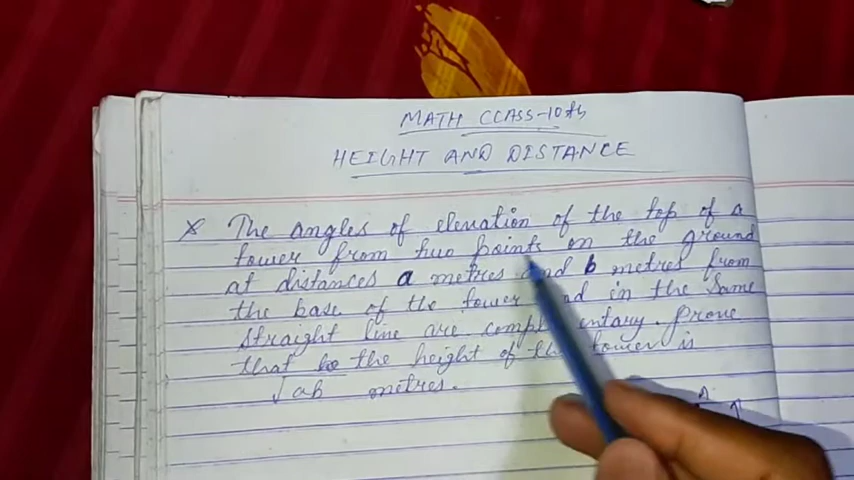 MATH CLASS-10th
HEIGHT AND DISTANCE
* The angles of elevation of the top of a
tower from two points on the ground
at distances a metres and b metres from
the base of the tower and in the same
straight line are complementary. Prove
that the height of the tower is
√ab metres.